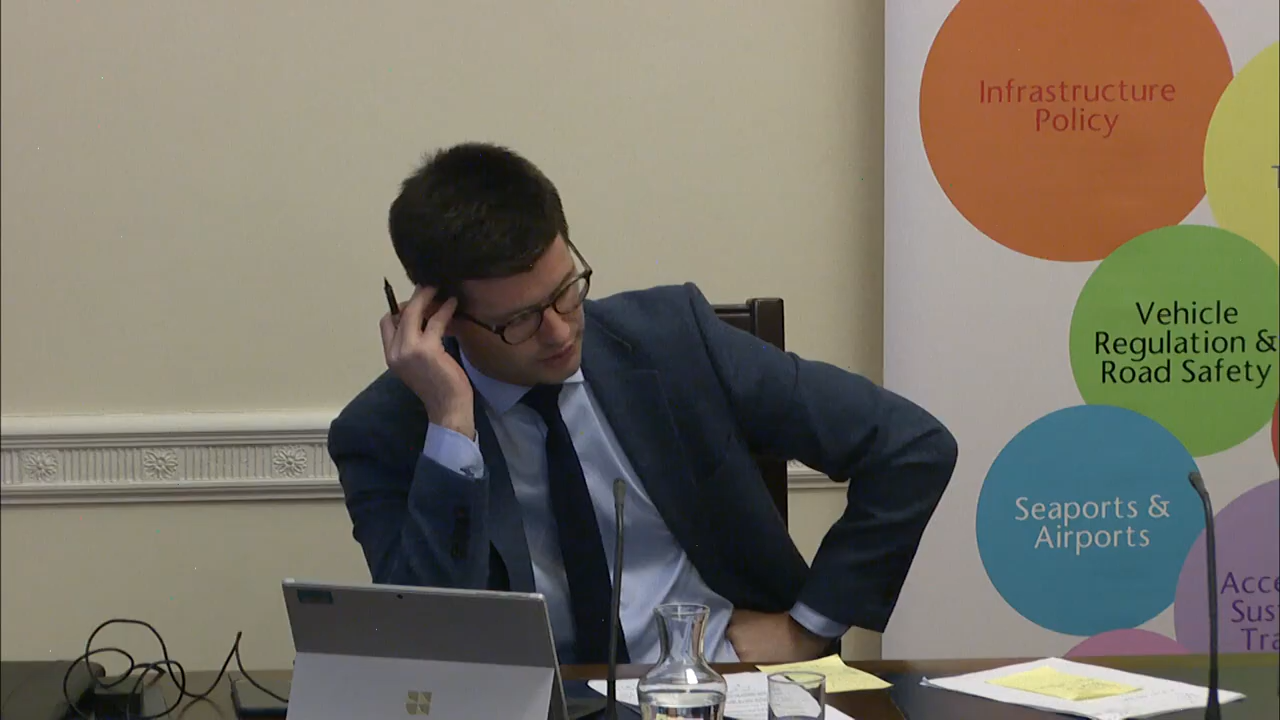 Infrastructure
Policy
Vehicle
Regulation &
Road Safety
Seaports &
Airports